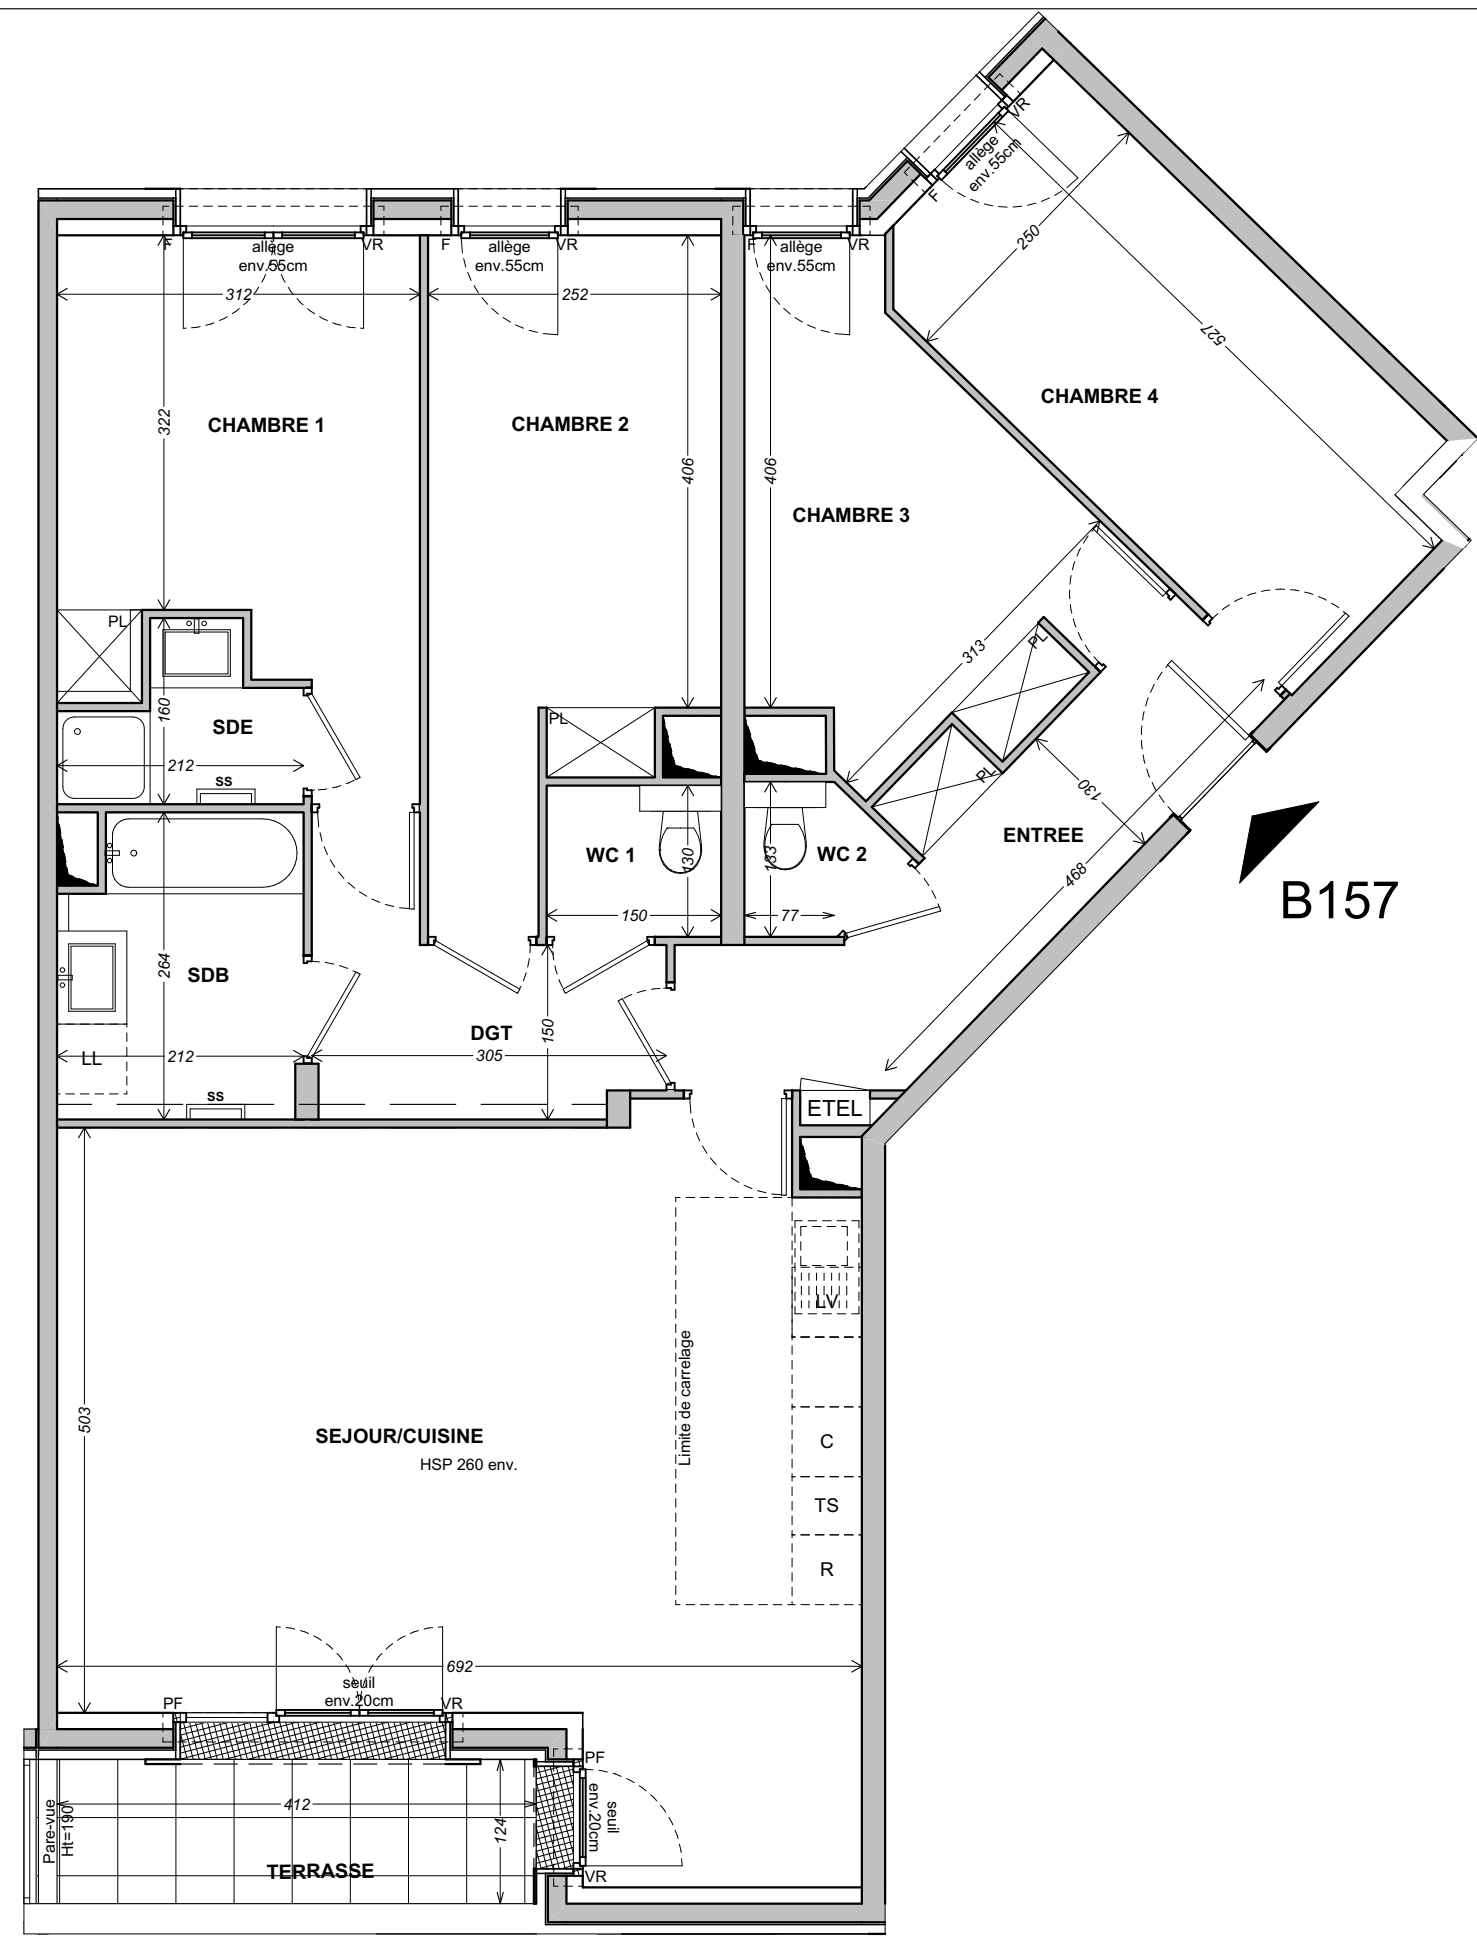 VR
allège
env.55cm
F
250
527
F
allège
env.55cm
VR
F
allège
env.55cm
VR
F
allège
env.55cm
VR
312
252
322
CHAMBRE 1
CHAMBRE 2
406
406
CHAMBRE 3
CHAMBRE 4
PL
160
SDE
212
SS
PL
313
PL
PL
130
ENTREE
468
B157
WC 1
130
150
133
WC 2
77
264
SDB
LL
212
SS
DGT
305
150
ETEL
503
SEJOUR/CUISINE
HSP 260 env.
Limite de carrelage
LV
C
TS
R
692
seuil
env.20cm
PF
VR
PF
seuil
env.20cm
VR
Pare-vue
Ht=190
412
124
TERRASSE